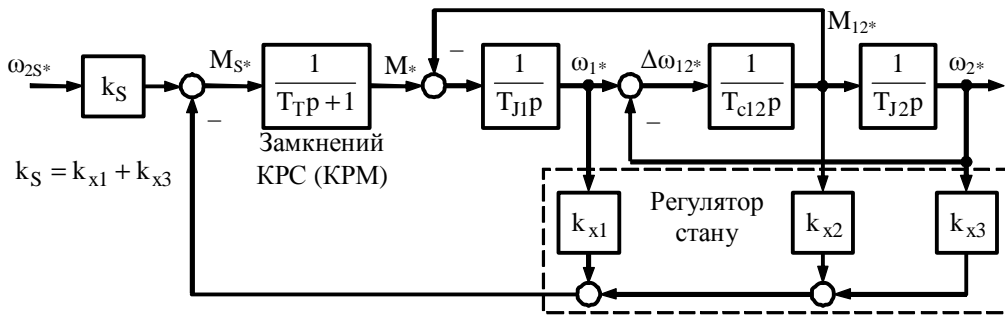 M₁₂*
ω₂S* kS MS* 1 TTp + 1 M* 1 TJ1p ω₁* Δω₁₂* 1 Tc12p 1 TJ2p ω₂*
− − −
Замкнений
КРС (КРМ)
kS = kx1 + kx3
Регулятор
стану
kx1 kx2 kx3